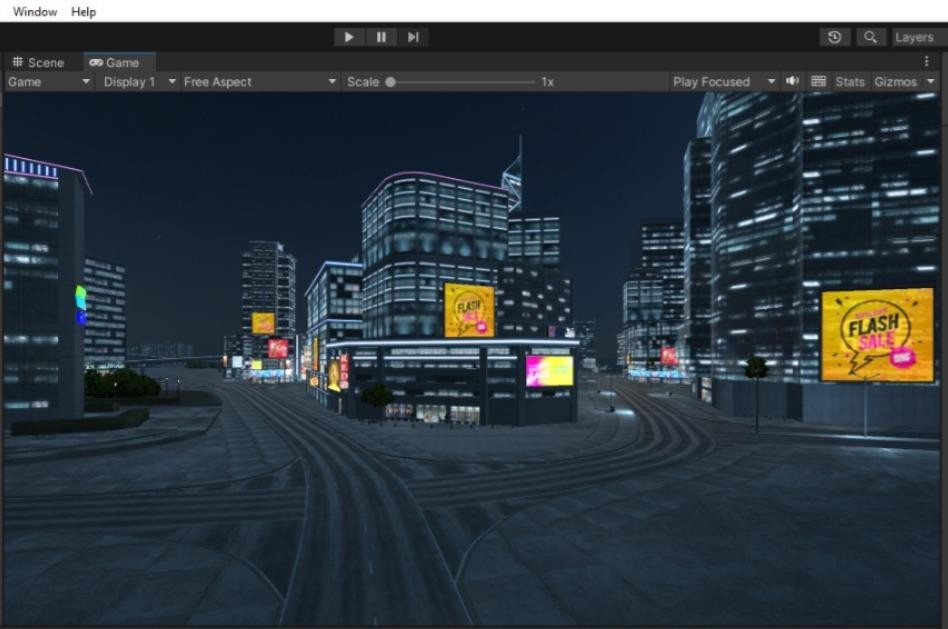 Window Help
Layers
Scene Game
Game Display 1 Free Aspect Scale 1x Play Focused Stats Gizmos
FLASH
SALE
FLASH
SALE